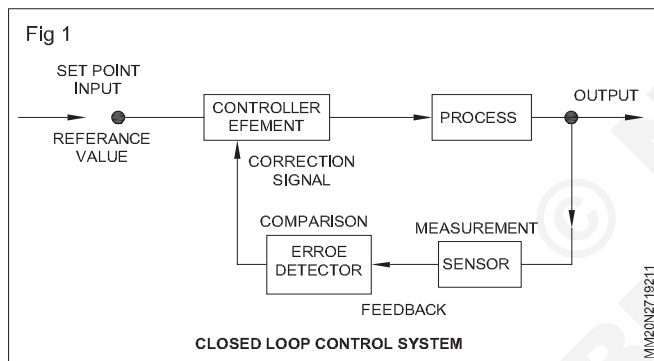 Fig 1
SET POINT
INPUT
REFERANCE
VALUE
CONTROLLER
EFEMENT
PROCESS
OUTPUT
CORRECTION
SIGNAL
COMPARISON
ERROE
DETECTOR
MEASUREMENT
SENSOR
FEEDBACK
CLOSED LOOP CONTROL SYSTEM
MM20N2719211
©